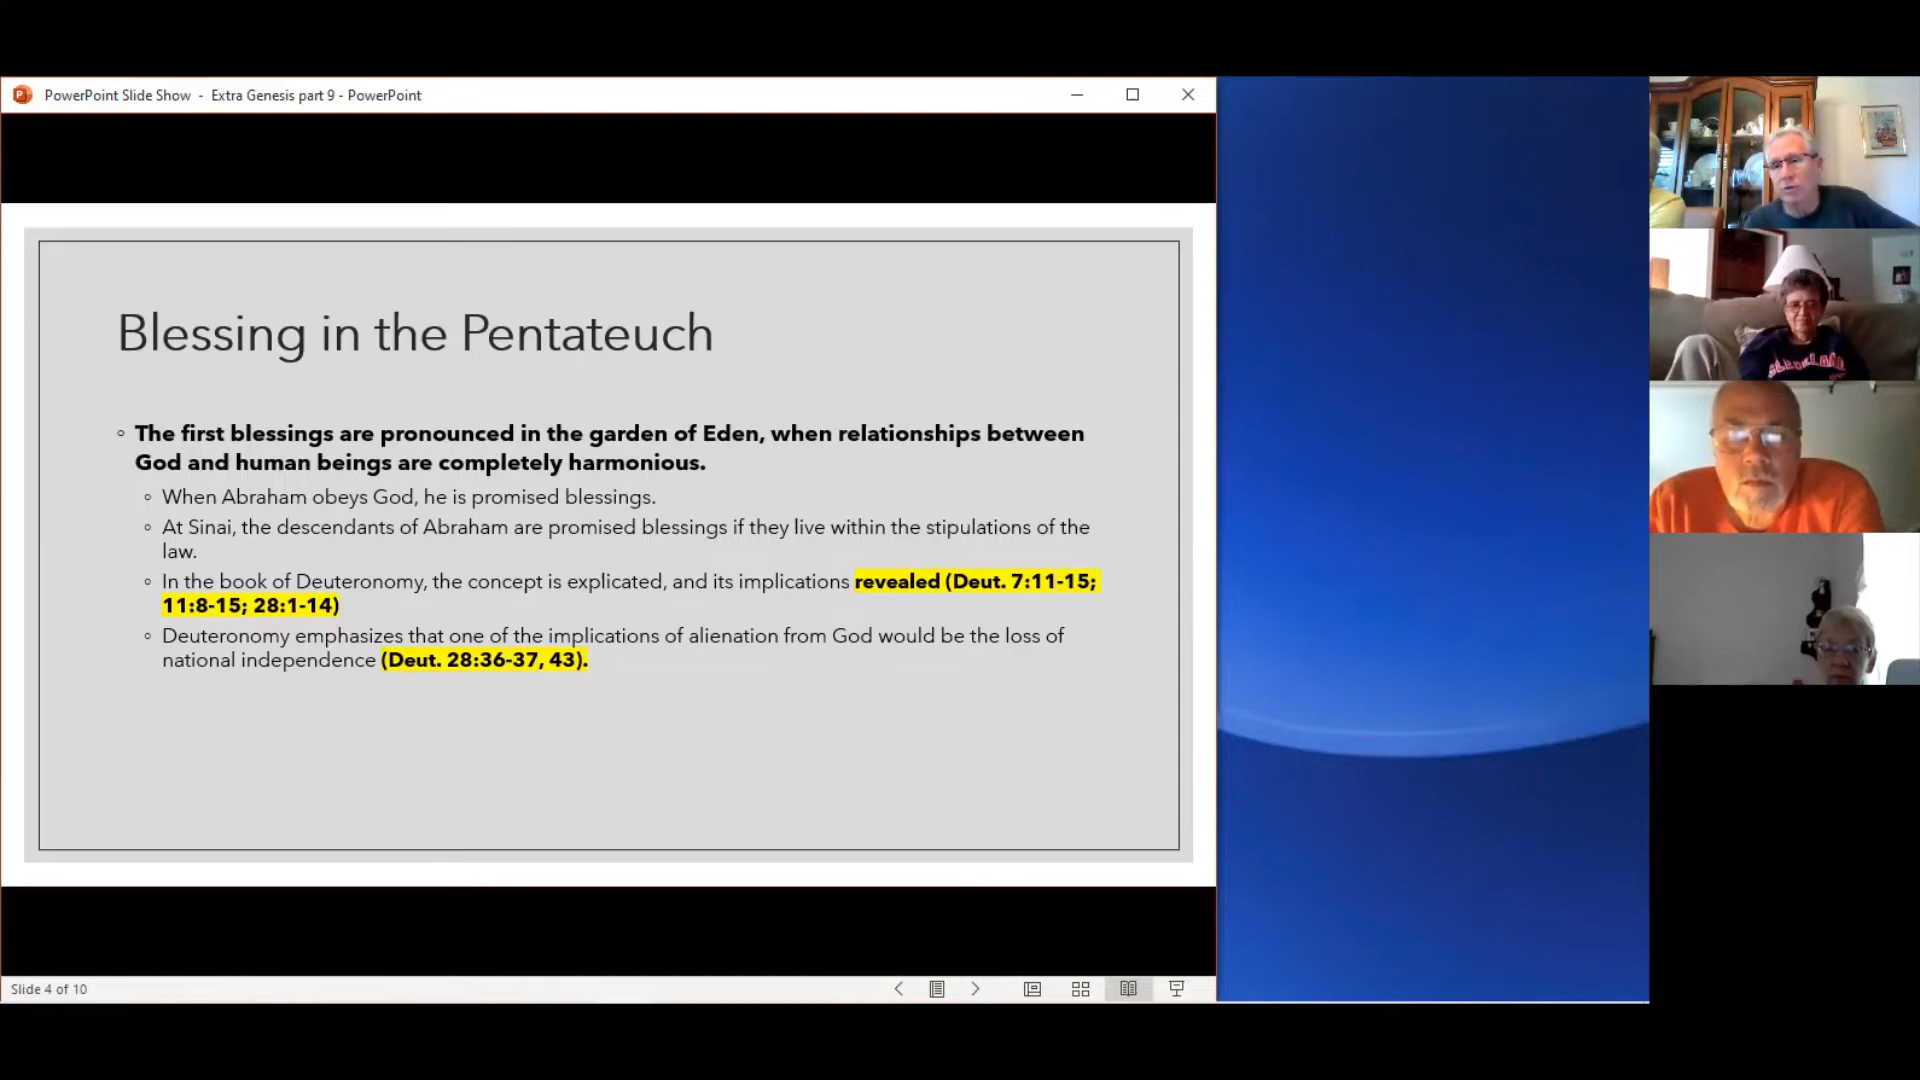 PowerPoint Slide Show - Extra Genesis part 9 - PowerPoint
Blessing in the Pentateuch
The first blessings are pronounced in the garden of Eden, when relationships between
God and human beings are completely harmonious.
When Abraham obeys God, he is promised blessings.
At Sinai, the descendants of Abraham are promised blessings if they live within the stipulations of the
law.
In the book of Deuteronomy, the concept is explicated, and its implications revealed (Deut. 7:11-15;
11:8-15; 28:1-14)
Deuteronomy emphasizes that one of the implications of alienation from God would be the loss of
national independence (Deut. 28:36-37, 43).
Slide 4 of 10